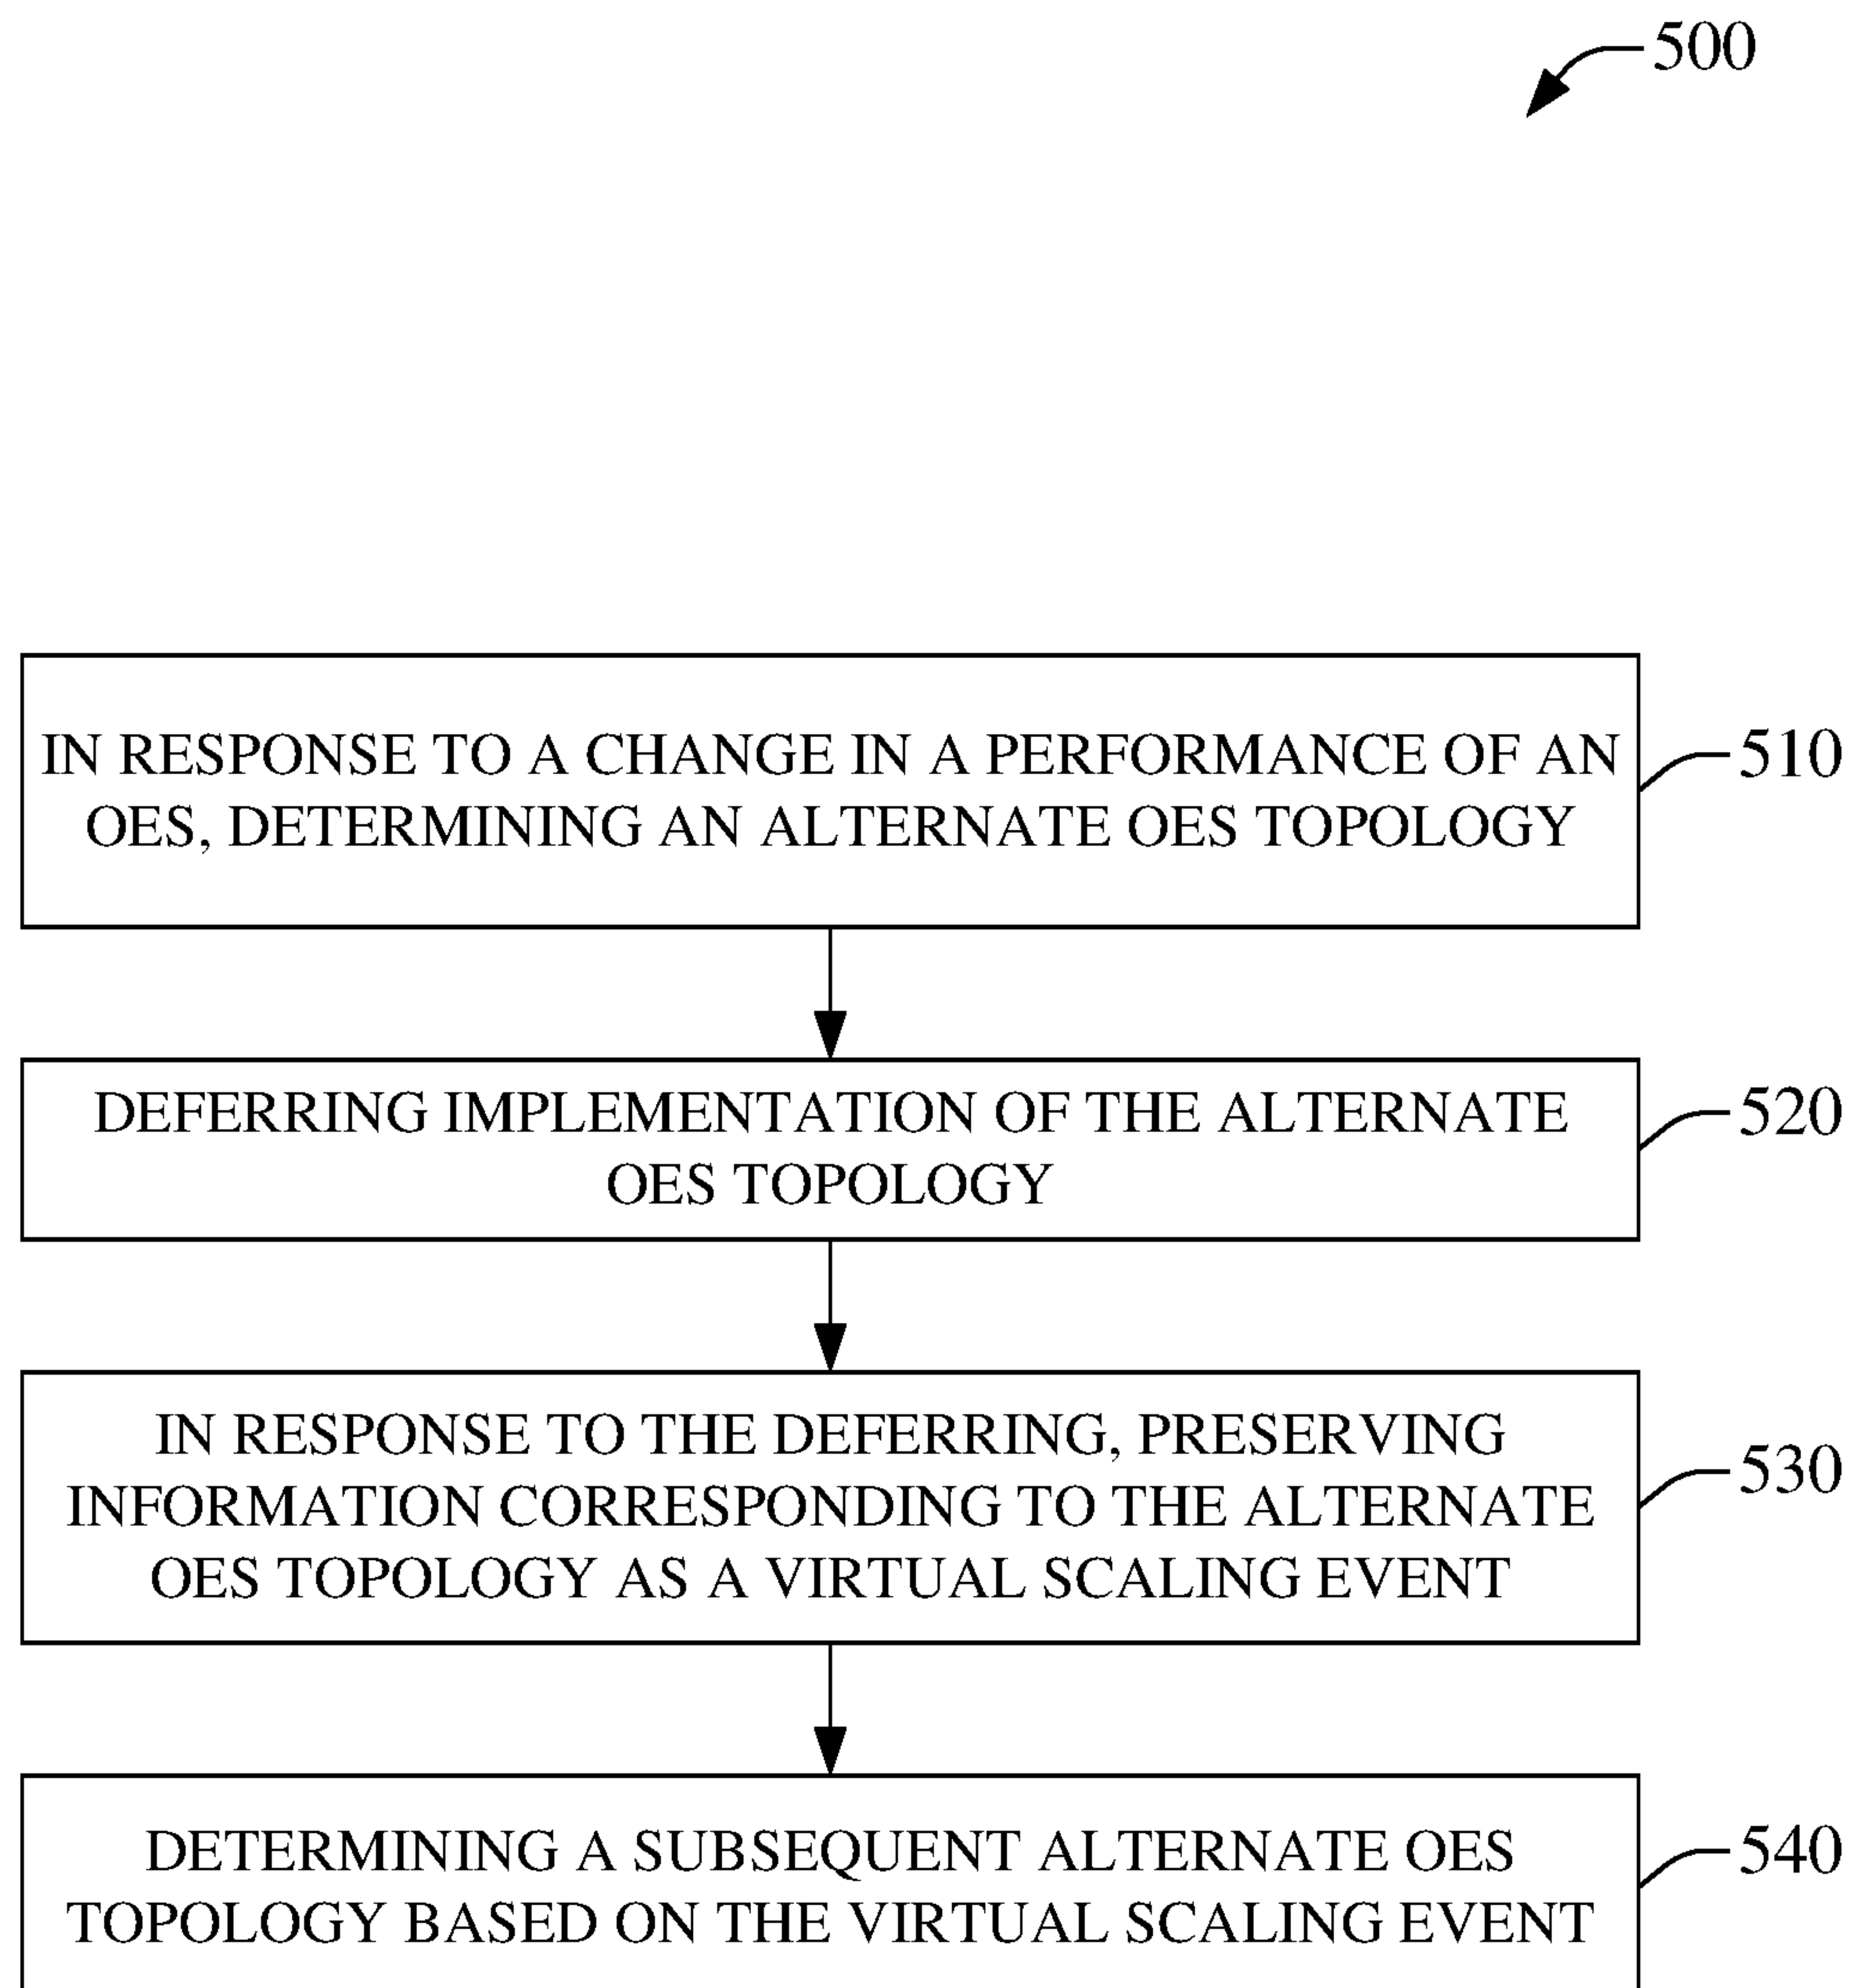 500
IN RESPONSE TO A CHANGE IN A PERFORMANCE OF AN
OES, DETERMINING AN ALTERNATE OES TOPOLOGY
510
DEFERRING IMPLEMENTATION OF THE ALTERNATE
OES TOPOLOGY
520
IN RESPONSE TO THE DEFERRING, PRESERVING
INFORMATION CORRESPONDING TO THE ALTERNATE
OES TOPOLOGY AS A VIRTUAL SCALING EVENT
530
DETERMINING A SUBSEQUENT ALTERNATE OES
TOPOLOGY BASED ON THE VIRTUAL SCALING EVENT
540